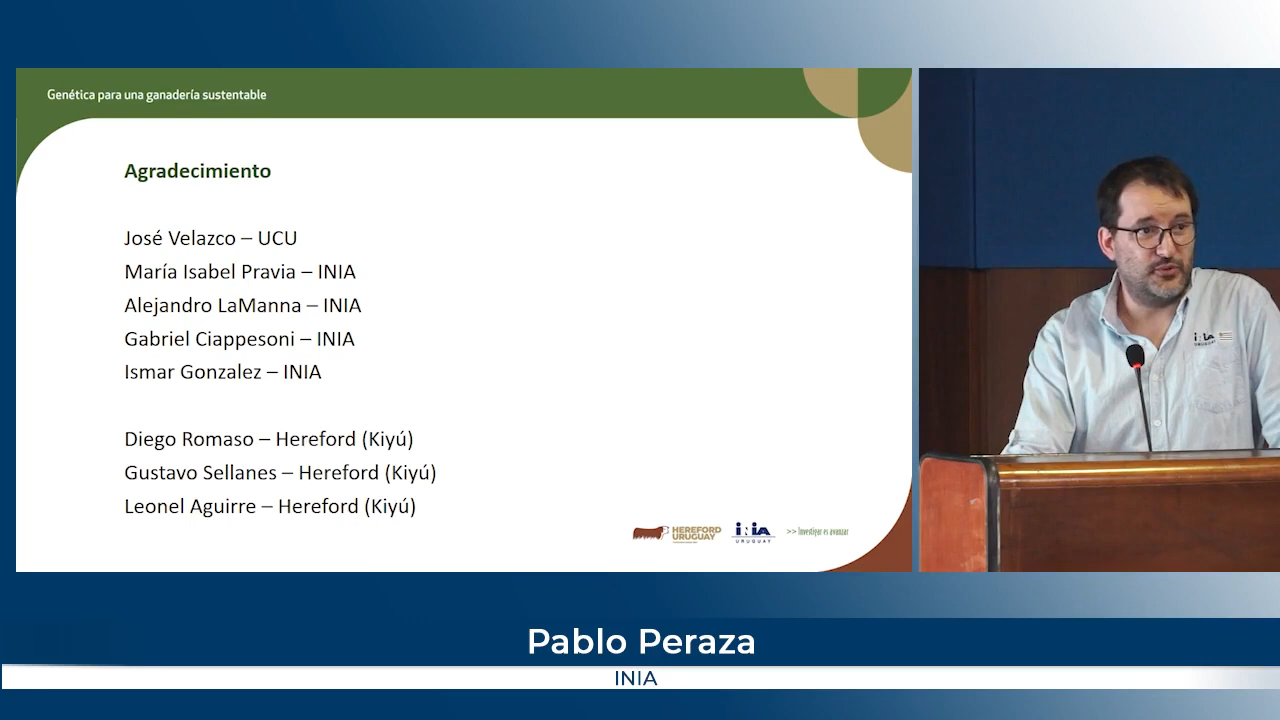 Genética para una ganadería sustentable
Agradecimiento
José Velazco – UCU
María Isabel Pravia – INIA
Alejandro LaManna – INIA
Gabriel Ciappesoni – INIA
Ismar Gonzalez – INIA
Diego Romaso – Hereford (Kiyú)
Gustavo Sellanes – Hereford (Kiyú)
Leonel Aguirre – Hereford (Kiyú)
HEREFORD
URUGUAY
INIA
URUGUAY
>> Investigar es avanzar
INIA
URUGUAY
Pablo Peraza
INIA